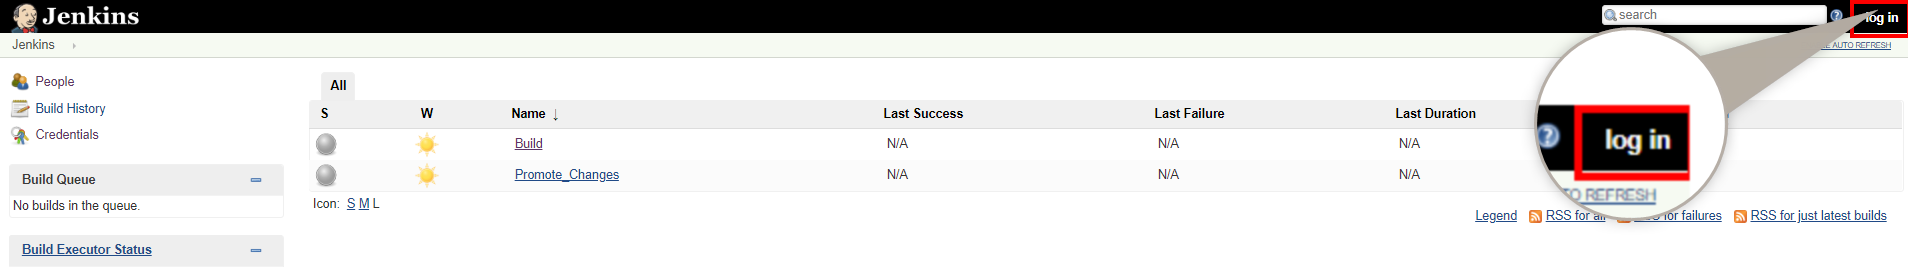 Jenkins
search
log in
Jenkins
AUTO REFRESH
People
Build History
Credentials
All
S W Name ↓ Last Success Last Failure Last Duration
Build N/A N/A N/A
Promote_Changes N/A N/A N/A
Icon: S M L
Build Queue
No builds in the queue.
Build Executor Status
log in
REFRESH
Legend RSS for all for failures RSS for just latest builds